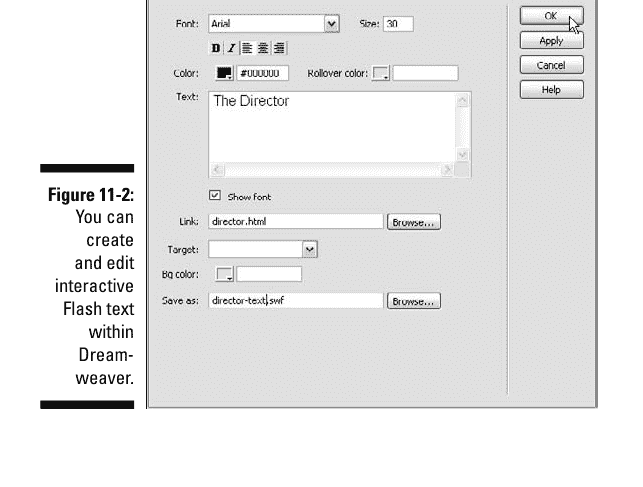 Font: Arial Size: 30 OK
B I Apply
Color: #000000 Rollover color: Cancel
Text: The Director Help
Show font
Link: director.html Browse...
Target:
Bg color:
Save as: director-text.swf Browse...
Figure 11-2:
You can
create
and edit
interactive
Flash text
within
Dream-
weaver.